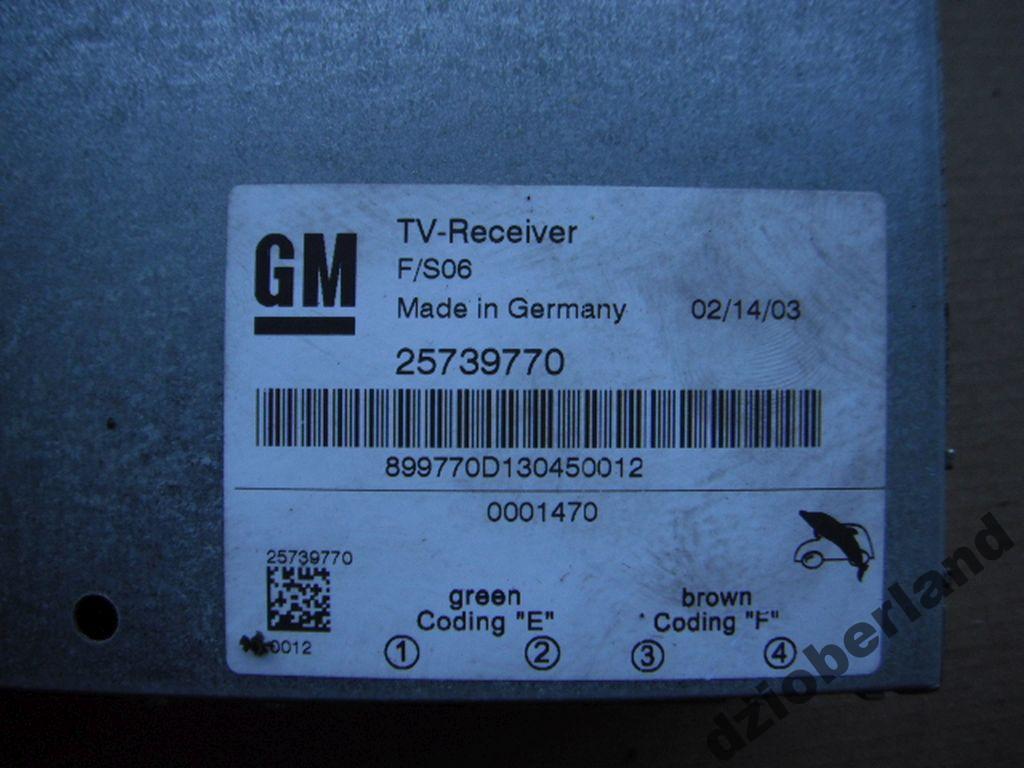 GM
TV-Receiver
F/S06
Made in Germany 02/14/03
25739770
899770D130450012
0001470
25739770
0012
green
Coding "E"
1 2
brown
Coding "F"
3 4
dzioberland